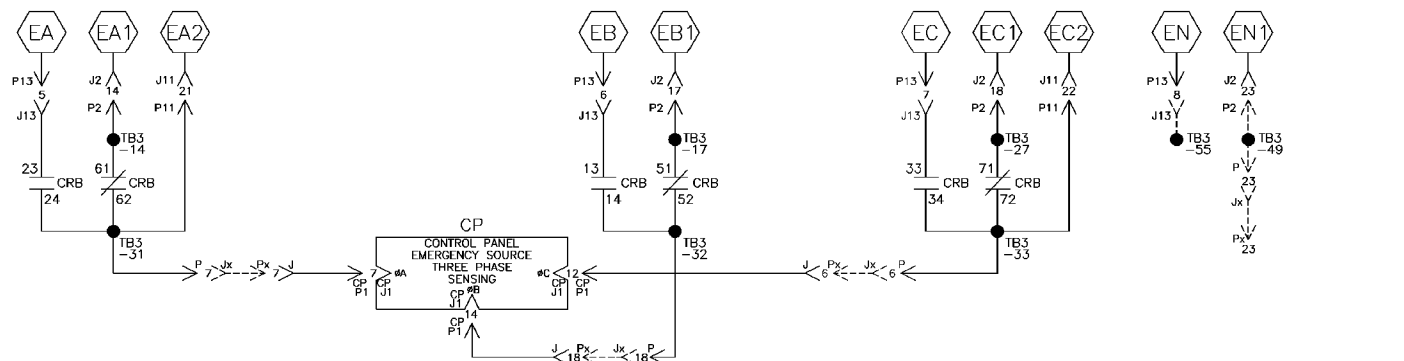 EA EA1 EA2 EB EB1 EC EC1 EC2 EN EN1
P13 J2 J11 P13 J2 P13 J2 J11 P13 J2
5 14 21 6 17 7 18 22 8 23
J13 P2 P11 J13 P2 J13 P2 P11 J13 P2
TB3 TB3 TB3 TB3 TB3
-14 -17 -27 -55 -49
23 61 13 51 33 71 P
CRB CRB CRB CRB CRB CRB 23
24 62 14 52 34 72 Jx
CP
TB3 TB3 TB3 Px
-31 -32 -33 23
CONTROL PANEL
EMERGENCY SOURCE
THREE PHASE
SENSING
P 7 Jx Px 7 J 7 øA øC 12 J 6 Px Jx 6 P
CP CP CP CP
P1 J1 J1 P1
øB
CP
J1
14
CP
P1
J 18 Px Jx 18 P